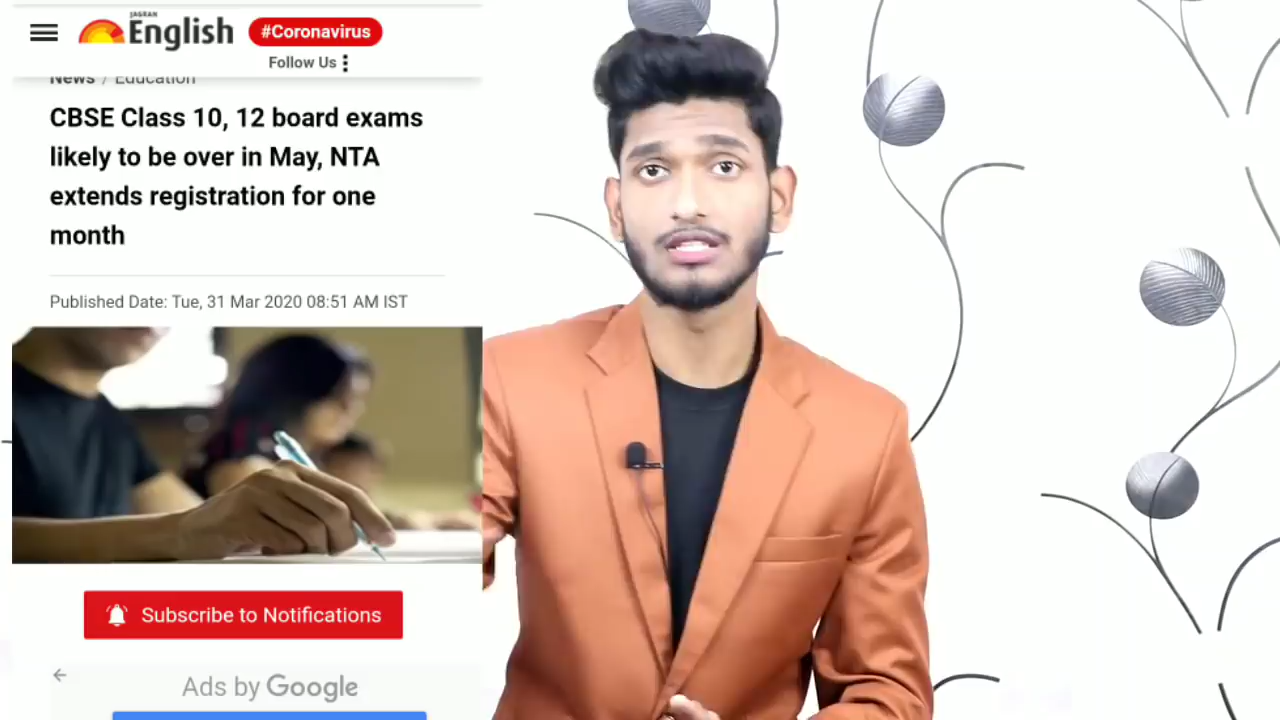 JAGRAN
English
#Coronavirus
Follow Us
News / Education
CBSE Class 10, 12 board exams
likely to be over in May, NTA
extends registration for one
month
Published Date: Tue, 31 Mar 2020 08:51 AM IST
Subscribe to Notifications
Ads by Google